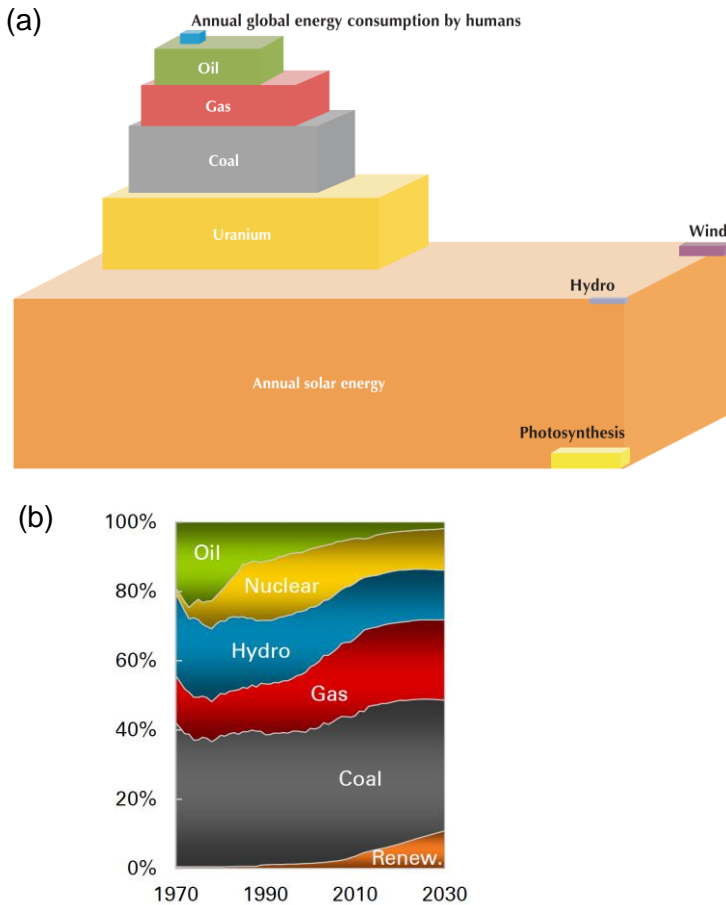 (a)
Annual global energy consumption by humans
Oil
Gas
Coal
Uranium
Wind
Hydro
Annual solar energy
Photosynthesis
(b)
100%
80%
60%
40%
20%
0%
Oil
Nuclear
Hydro
Gas
Coal
Renew.
1970 1990 2010 2030